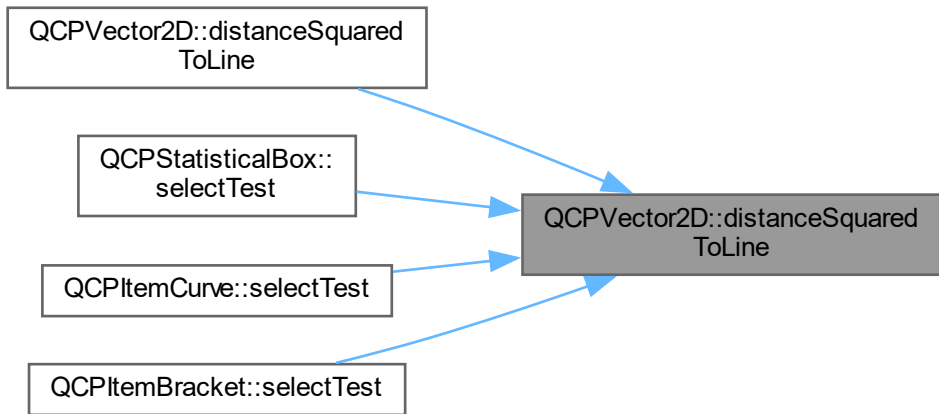 QCPVector2D::distanceSquared
ToLine
QCPStatisticalBox::
selectTest
QCPItemCurve::selectTest
QCPItemBracket::selectTest
QCPVector2D::distanceSquared
ToLine